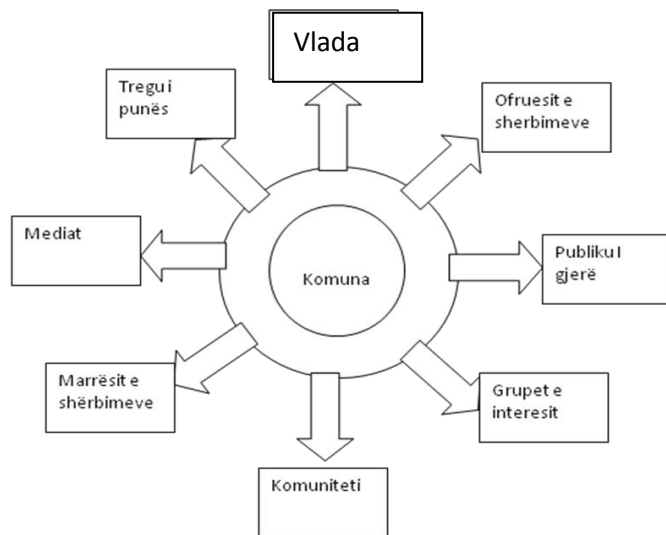 Vlada
Tregu i
punës
Ofruesit e
sherbimeve
Mediat
Komuna
Publiku I
gjerë
Marrësit e
shërbimeve
Grupet e
interesit
Komuniteti